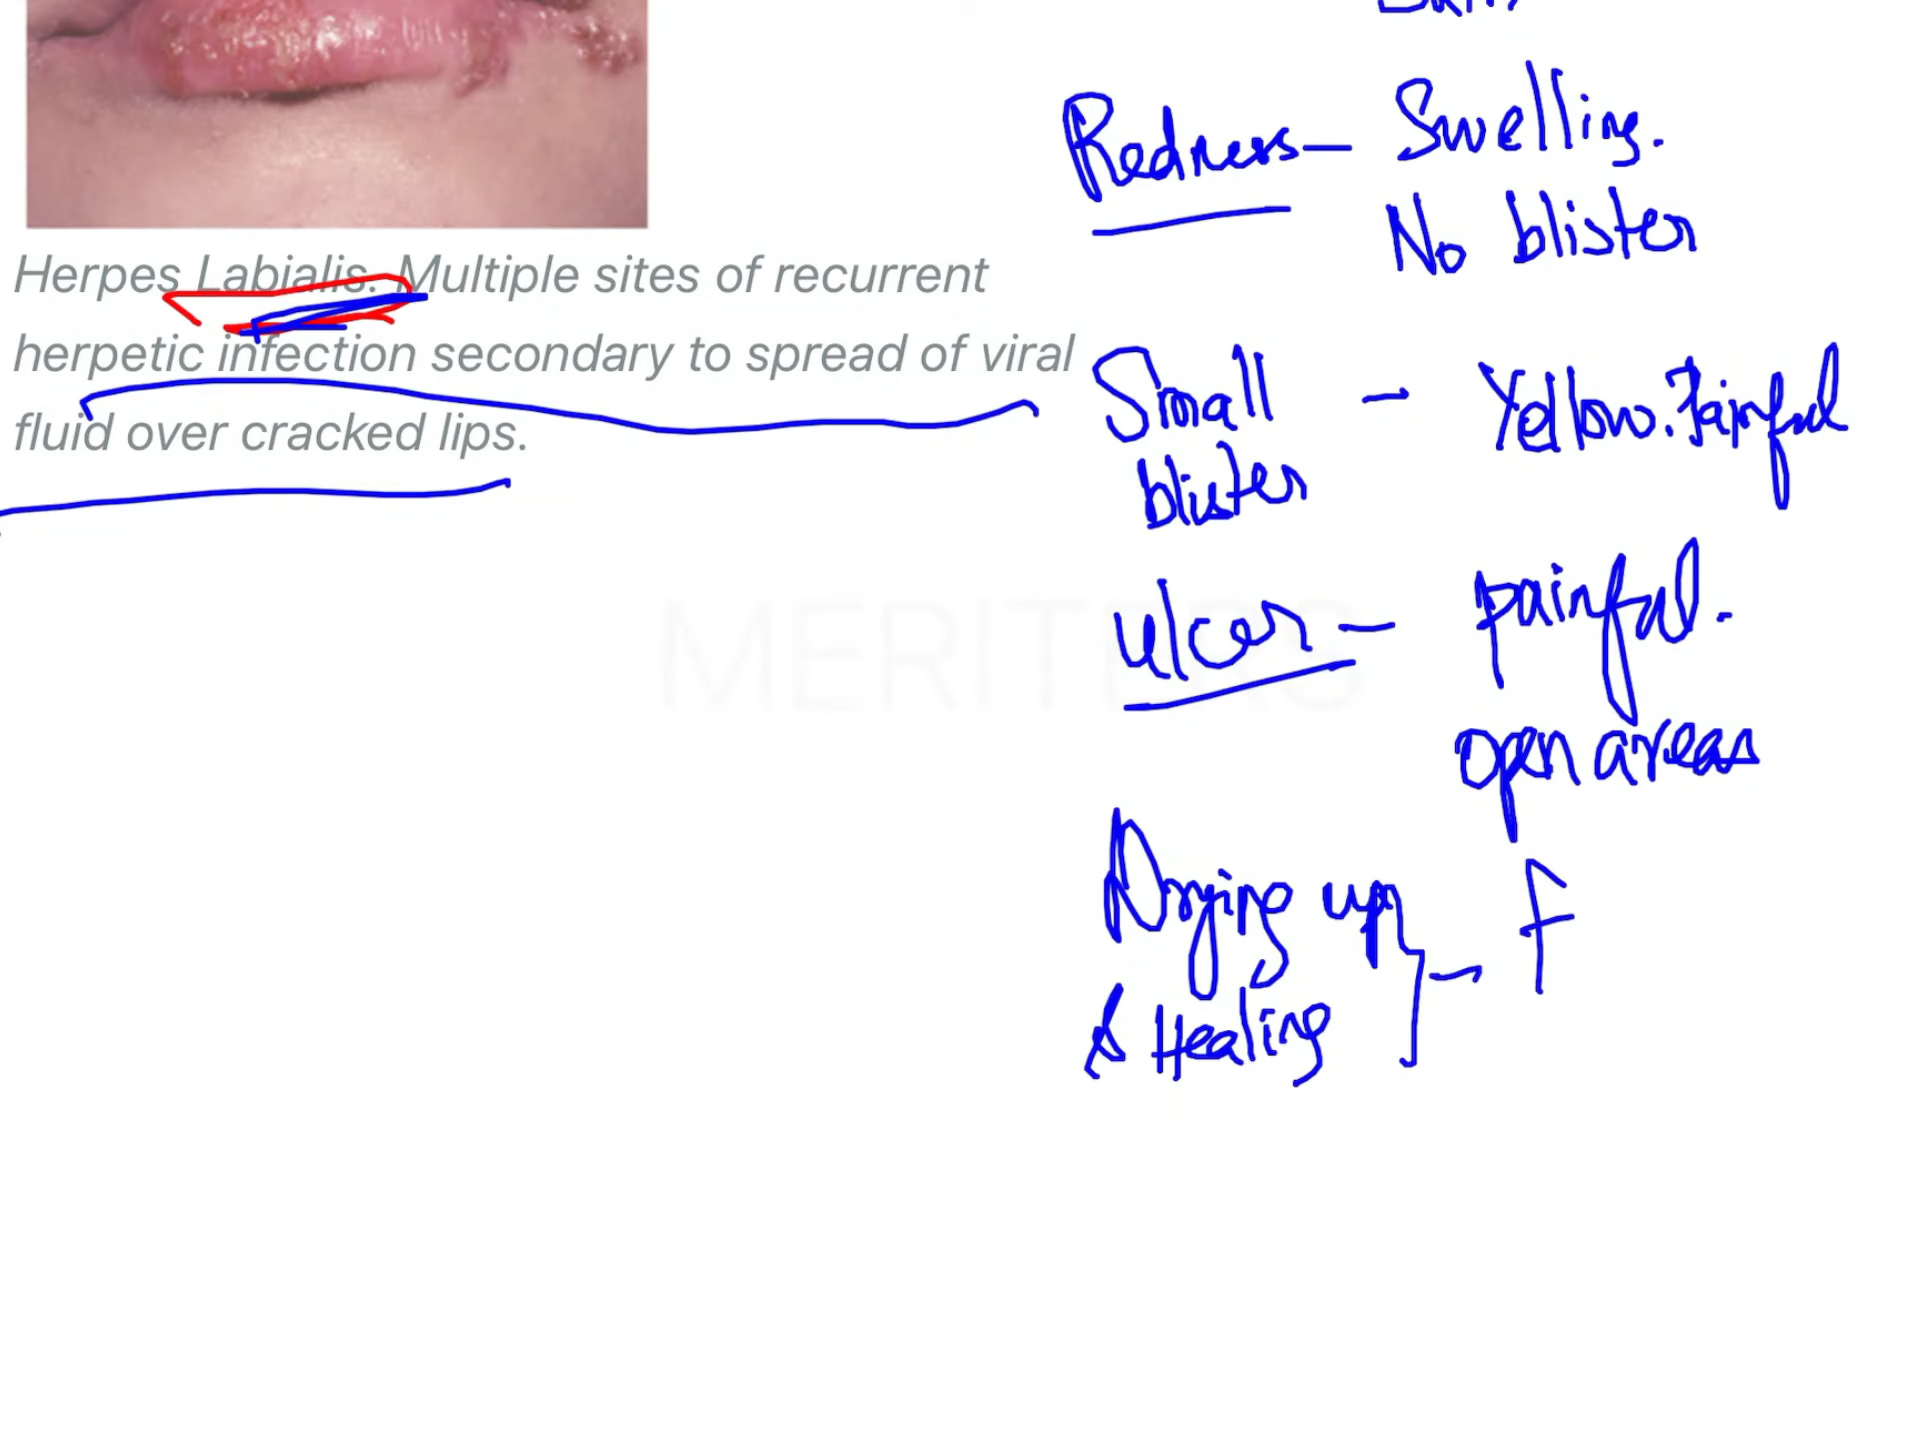 Redness — Swelling.
No blister
Herpes Labialis. Multiple sites of recurrent
herpetic infection secondary to spread of viral
fluid over cracked lips.
Small blister — Yellow. Painful
ulcer — painful.
open areas
MERITERS
Drying up & Healing — F